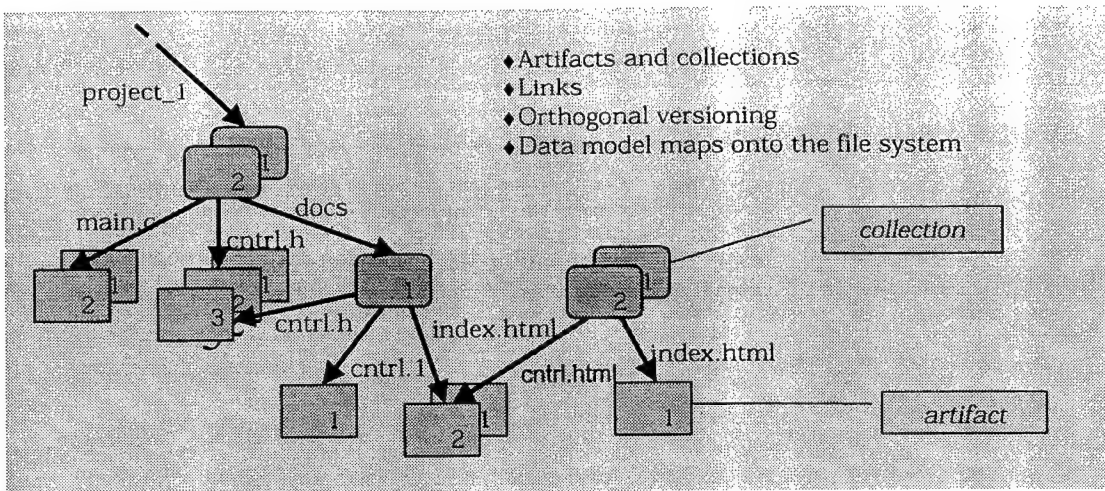 ♦Artifacts and collections
♦Links
♦Orthogonal versioning
♦Data model maps onto the file system
project_1
1
2
main.c
cntrl.h
docs
collection
1
2
1
2
3
1
1
2
cntrl.h
index.html
index.html
cntrl.1
cntrl.html
1
1
2
1
artifact